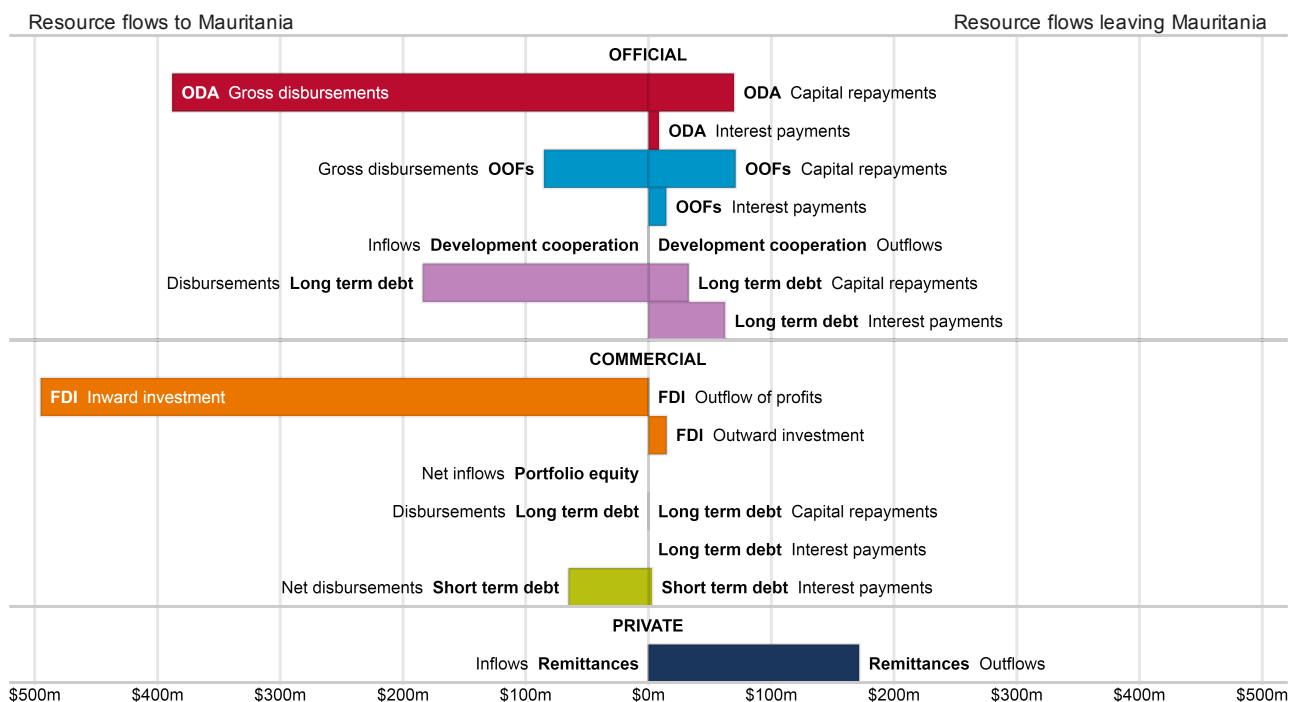 Resource flows to Mauritania Resource flows leaving Mauritania
OFFICIAL
ODA Gross disbursements ODA Capital repayments
ODA Interest payments
Gross disbursements OOFs OOFs Capital repayments
OOFs Interest payments
Inflows Development cooperation Development cooperation Outflows
Disbursements Long term debt Long term debt Capital repayments
Long term debt Interest payments
COMMERCIAL
FDI Inward investment FDI Outflow of profits
FDI Outward investment
Net inflows Portfolio equity
Disbursements Long term debt Long term debt Capital repayments
Long term debt Interest payments
Net disbursements Short term debt Short term debt Interest payments
PRIVATE
Inflows Remittances Remittances Outflows
$500m $400m $300m $200m $100m $0m $100m $200m $300m $400m $500m